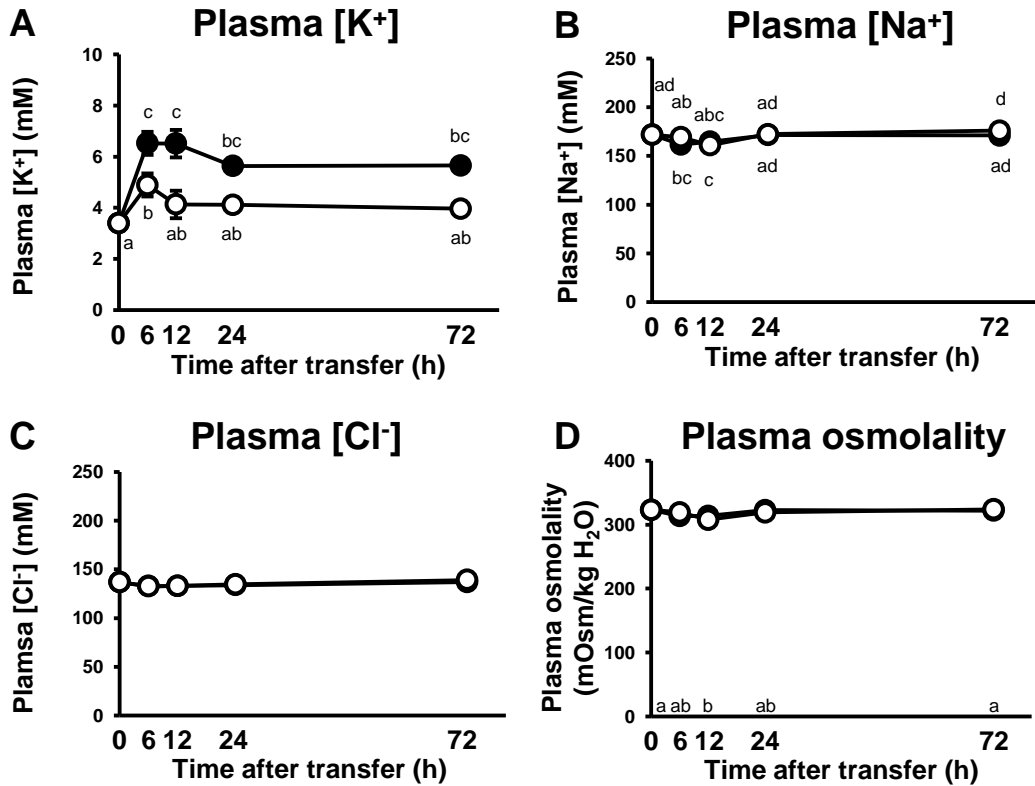 A
Plasma [K⁺]
Plasma [K⁺] (mM)
10
8
6
4
2
0
c
c
bc
bc
a
b
ab
ab
ab
0 6 12 24 72
Time after transfer (h)
B
Plasma [Na⁺]
Plasma [Na⁺] (mM)
250
200
150
100
50
0
ad
ab
abc
ad
d
bc
c
ad
ad
0 6 12 24 72
Time after transfer (h)
C
Plasma [Cl⁻]
Plamsa [Cl⁻] (mM)
250
200
150
100
50
0
0 6 12 24 72
Time after transfer (h)
D
Plasma osmolality
Plasma osmolality
(mOsm/kg H₂O)
400
300
200
100
0
a ab b ab a
0 6 12 24 72
Time after transfer (h)